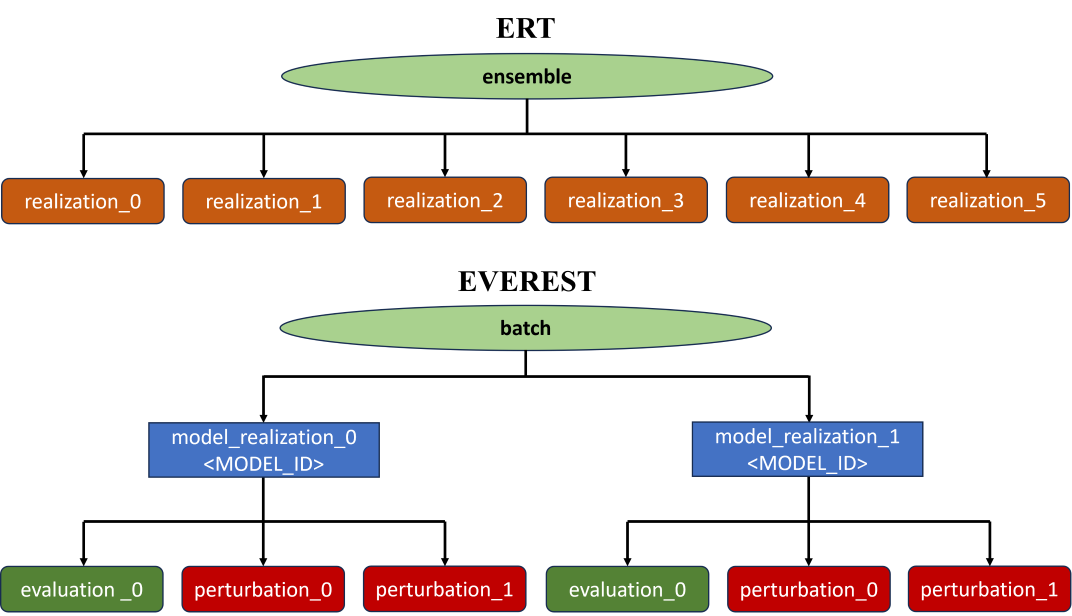 ERT
ensemble
realization_0
realization_1
realization_2
realization_3
realization_4
realization_5
EVEREST
batch
model_realization_0
<MODEL_ID>
model_realization_1
<MODEL_ID>
evaluation _0
perturbation_0
perturbation_1
evaluation_0
perturbation_0
perturbation_1